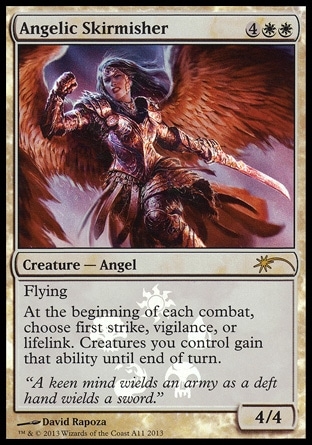 Angelic Skirmisher 4
Creature — Angel
Flying
At the beginning of each combat,
choose first strike, vigilance, or
lifelink. Creatures you control gain
that ability until end of turn.
“A keen mind wields an army as a deft
hand wields a sword.”
David Rapoza
4/4
™ & © 2013 Wizards of the Coast A11 2013